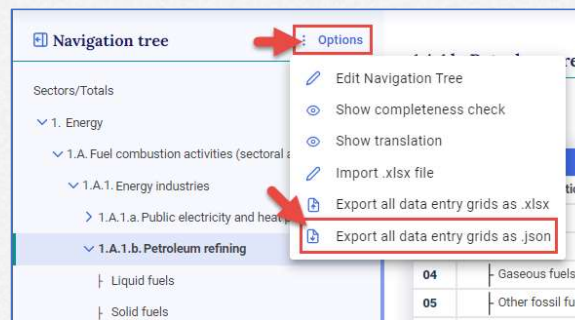 Navigation tree
Options
Sectors/Totals
1. Energy
1.A. Fuel combustion activities (sectoral
1.A.1. Energy industries
1.A.1.a. Public electricity and heat
1.A.1.b. Petroleum refining
Liquid fuels
Solid fuels
Edit Navigation Tree
Show completeness check
Show translation
Import .xlsx file
Export all data entry grids as .xlsx
Export all data entry grids as .json
04 Gaseous fuels
05 Other fossil fu